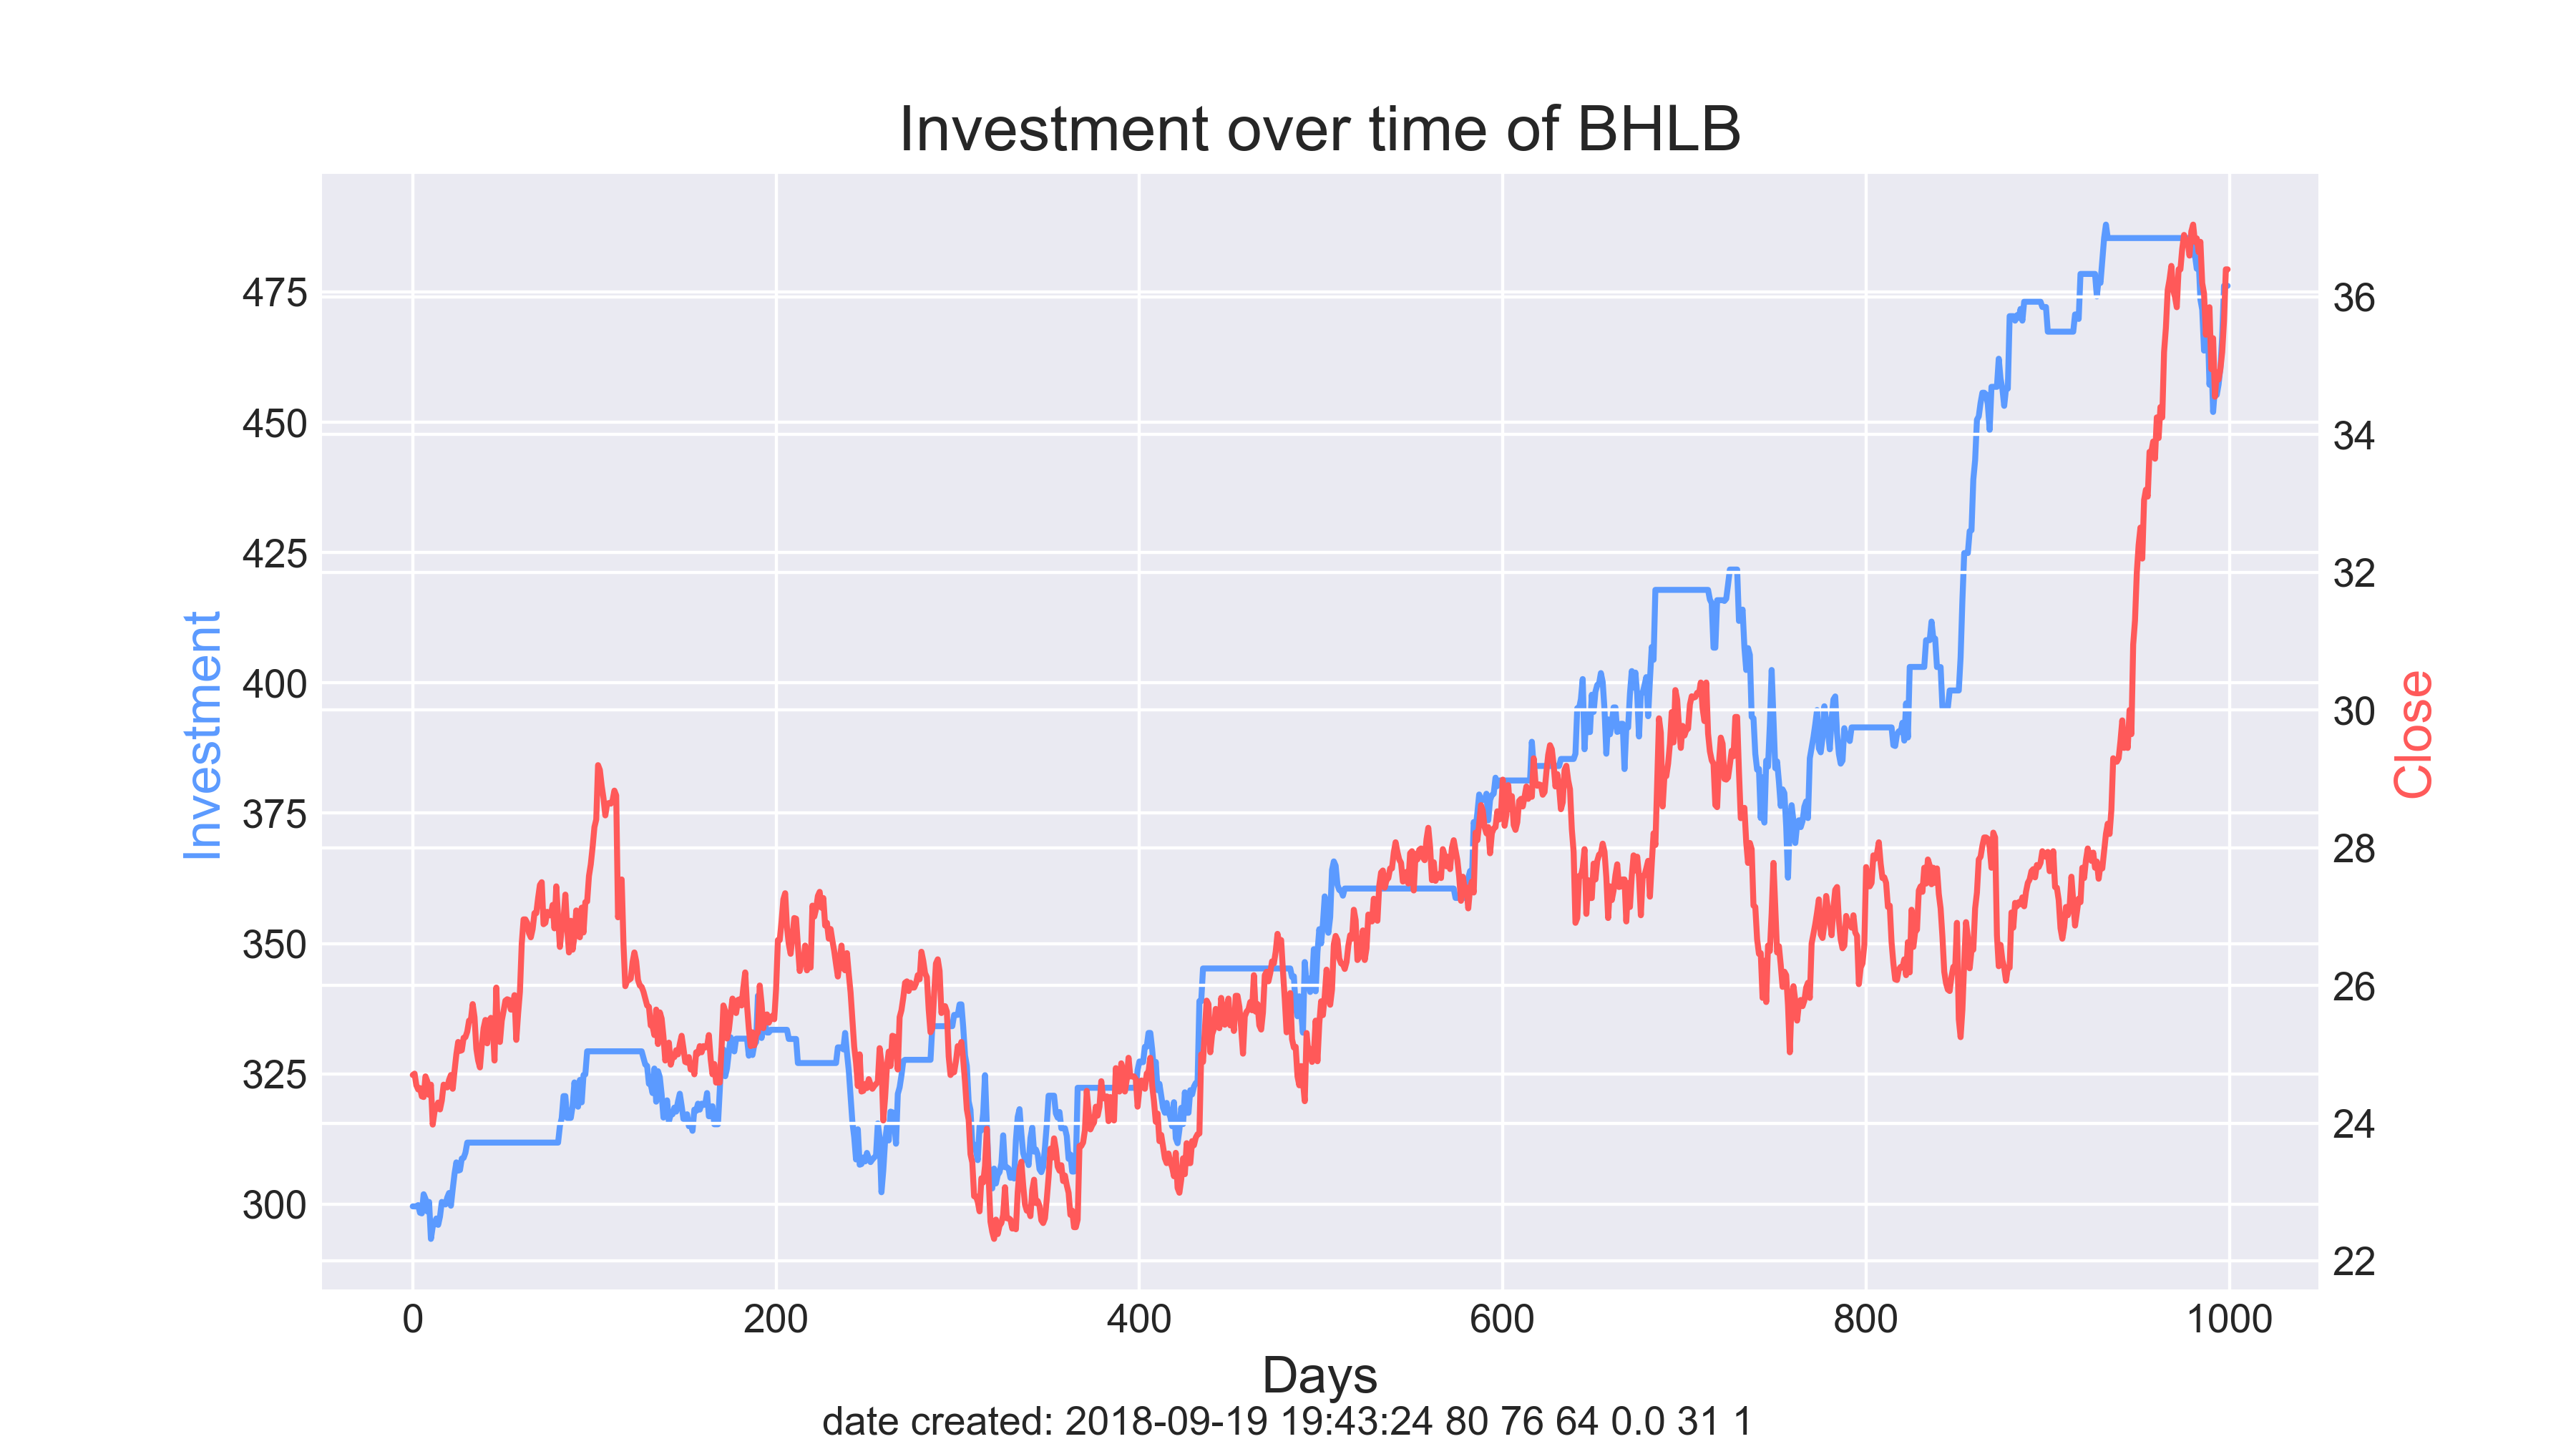 Investment over time of BHLB
Investment
475
450
425
400
375
350
325
300
36
34
32
30
28
26
24
22
Close
0 200 400 600 800 1000
Days
date created: 2018-09-19 19:43:24 80 76 64 0.0 31 1